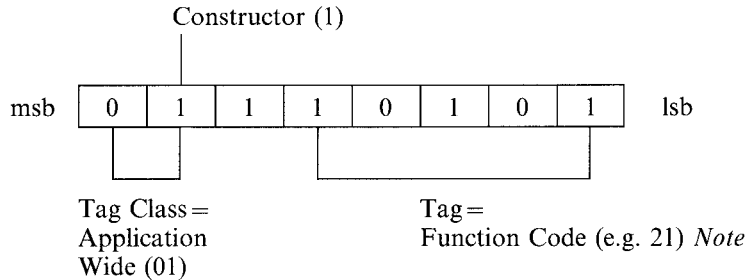 Constructor (1)
msb 0 1 1 1 0 1 0 1 lsb
Tag Class =
Application
Wide (01)
Tag =
Function Code (e.g. 21) Note